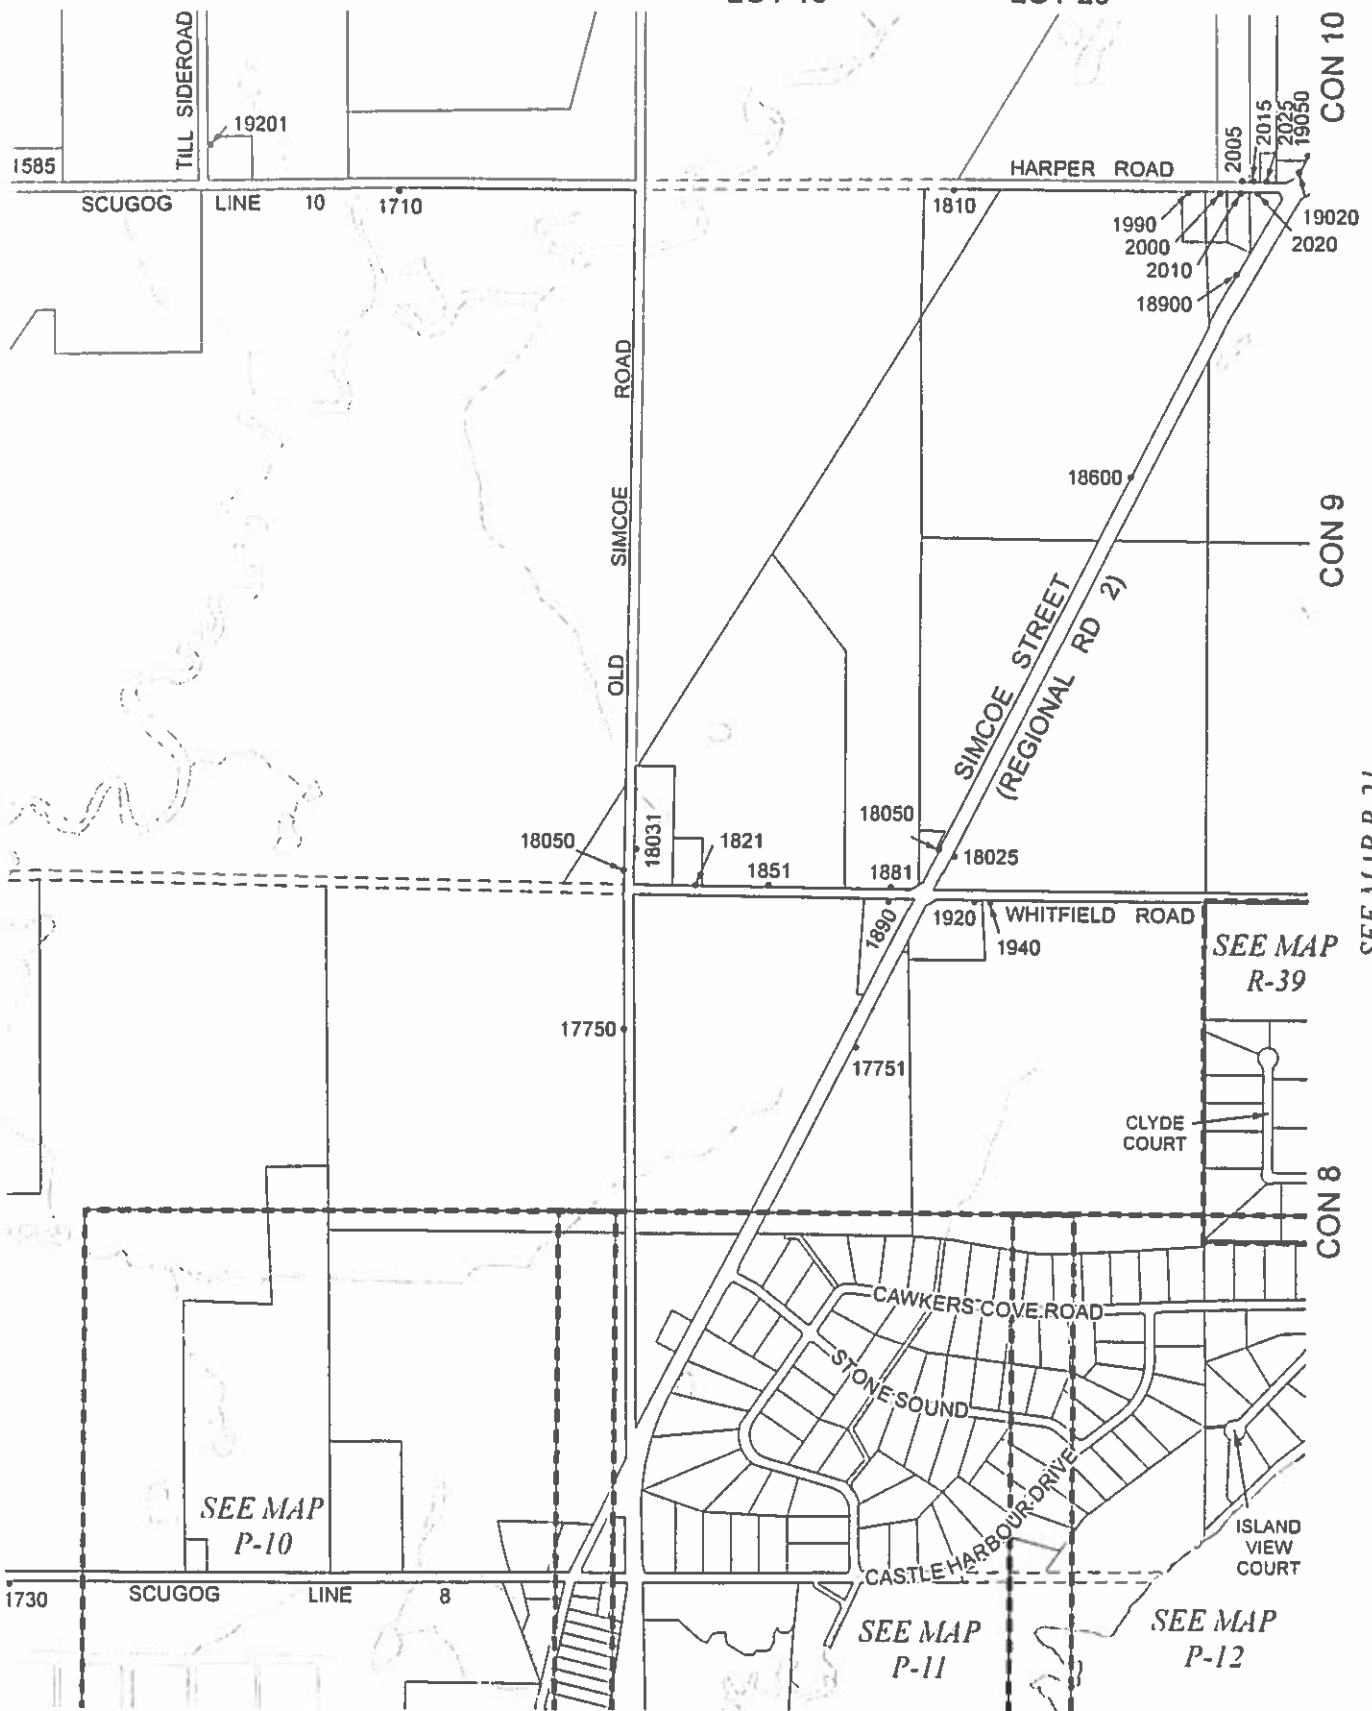 CON 10
TILL SIDEROAD
19201
1585
2005
2015
2025
19050
HARPER ROAD
SCUGOG LINE 10
1710
1810
1990
2000
2010
19020
2020
18900
OLD SIMCOE ROAD
18600
CON 9
SIMCOE STREET
(REGIONAL RD 2)
18050
18031
1821
1851
18050
1881
18025
1890
1920
1940
WHITFIELD ROAD
SEE MAP
R-39
17750
17751
CLYDE
COURT
CON 8
CAWKERS COVE ROAD
STONE SOUND
CASTLE HARBOUR DRIVE
ISLAND
VIEW
COURT
SEE MAP
P-10
1730
SCUGOG LINE 8
SEE MAP
P-11
SEE MAP
P-12